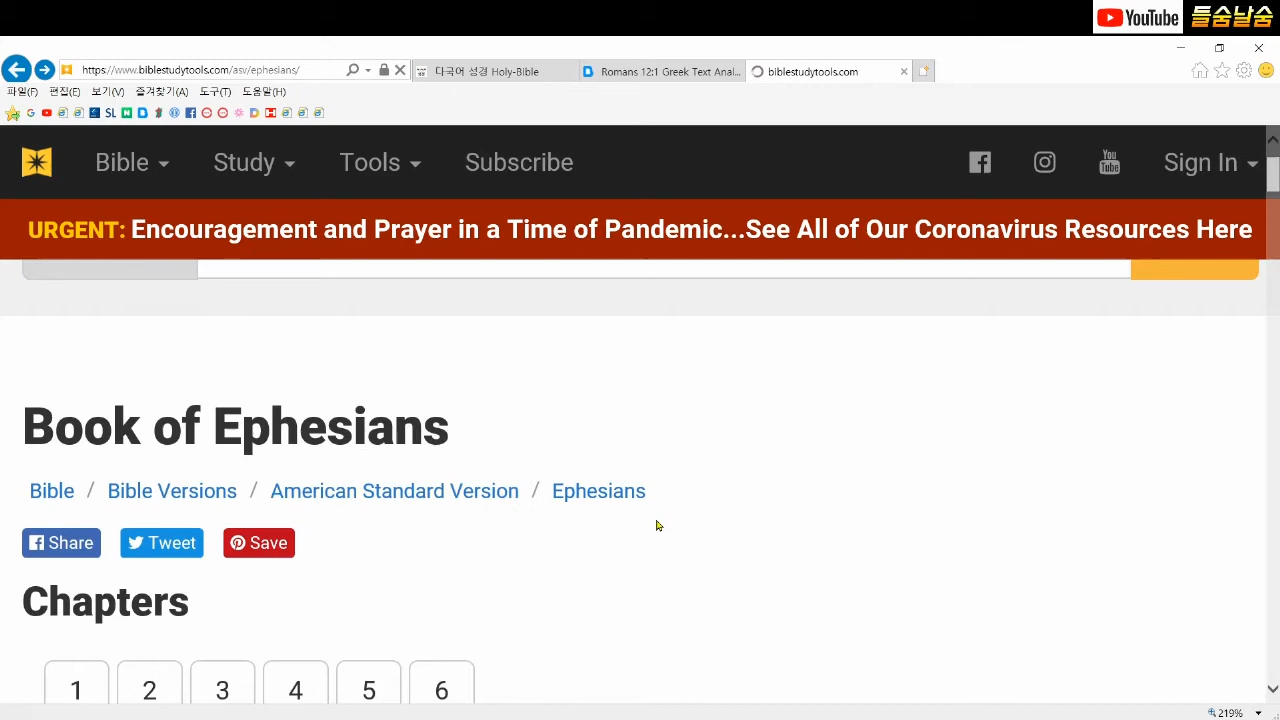 YouTube 들숨날숨
https://www.biblestudytools.com/asv/ephesians/
다국어 성경 Holy-Bible
Romans 12:1 Greek Text Anal...
biblestudytools.com
파일(F) 편집(E) 보기(V) 즐겨찾기(A) 도구(T) 도움말(H)
SL
Bible Study Tools Subscribe You Tube Sign In
URGENT: Encouragement and Prayer in a Time of Pandemic...See All of Our Coronavirus Resources Here
Book of Ephesians
Bible / Bible Versions / American Standard Version / Ephesians
Share Tweet Save
Chapters
1 2 3 4 5 6
219%